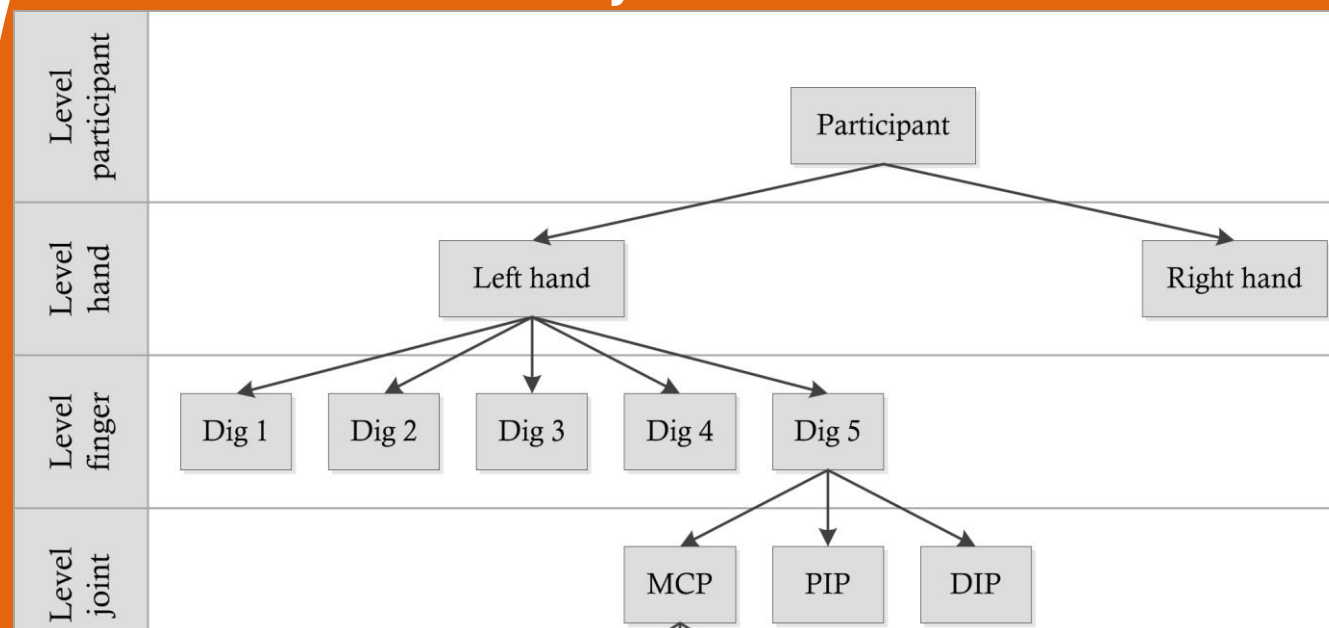 Level
participant
Participant
Level
hand
Left hand
Right hand
Level
finger
Dig 1
Dig 2
Dig 3
Dig 4
Dig 5
Level
joint
MCP
PIP
DIP